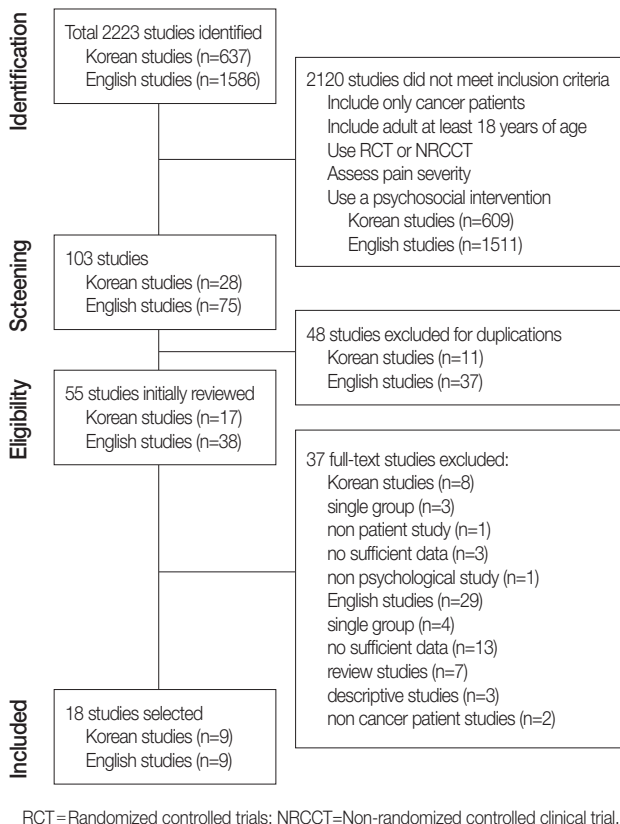 Identification
Total 2223 studies identified
Korean studies (n=637)
English studies (n=1586)
2120 studies did not meet inclusion criteria
Include only cancer patients
Include adult at least 18 years of age
Use RCT or NRCCT
Assess pain severity
Use a psychosocial intervention
Korean studies (n=609)
English studies (n=1511)
Scteening
103 studies
Korean studies (n=28)
English studies (n=75)
48 studies excluded for duplications
Korean studies (n=11)
English studies (n=37)
Eligibility
55 studies initially reviewed
Korean studies (n=17)
English studies (n=38)
37 full-text studies excluded:
Korean studies (n=8)
single group (n=3)
non patient study (n=1)
no sufficient data (n=3)
non psychological study (n=1)
English studies (n=29)
single group (n=4)
no sufficient data (n=13)
review studies (n=7)
descriptive studies (n=3)
non cancer patient studies (n=2)
Included
18 studies selected
Korean studies (n=9)
English studies (n=9)
RCT=Randomized controlled trials; NRCCT=Non-randomized controlled clinical trial.